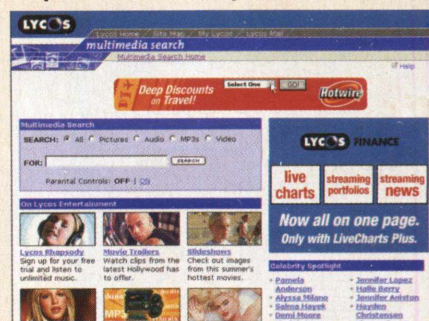 LYCOS
Lycos Home / Site Map / My Lycos / Lycos Mail
multimedia search
Multimedia Search Home
Help
Deep Discounts
on Travel!
Select One
GO!
Hotwire
Multimedia Search
SEARCH: All Pictures Audio MP3s Video
FOR:
SEARCH
Parental Controls: OFF | ON
On Lycos Entertainment
Lycos Rhapsody
Sign up for your free
trial and listen to
unlimited music.
Movie Trailers
Watch clips from the
latest Hollywood has
to offer.
Slideshows
Check out images
from this summer's
hottest movies.
MP3
LYCOS FINANCE
live
charts
streaming
portfolios
streaming
news
Now all on one page.
Only with LiveCharts Plus.
Celebrity Spotlight
Pamela
Anderson
Alyssa Milano
Salma Hayek
Demi Moore
Jennifer Lopez
Halle Berry
Jennifer Aniston
Hayden
Christensen